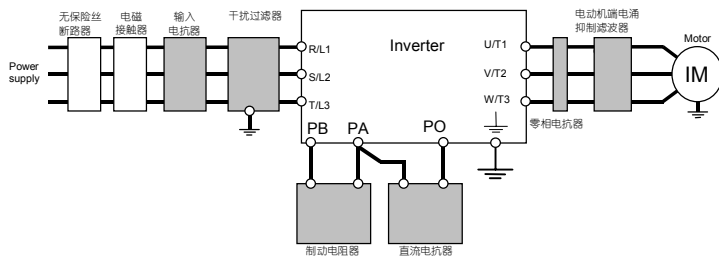 无保险丝
断路器
电磁
接触器
输入
电抗器
干扰过滤器
电动机端电涌
抑制滤波器
Motor
Power
supply
R/L1
S/L2
T/L3
Inverter
U/T1
V/T2
W/T3
IM
零相电抗器
PB
PA
PO
制动电阻器
直流电抗器